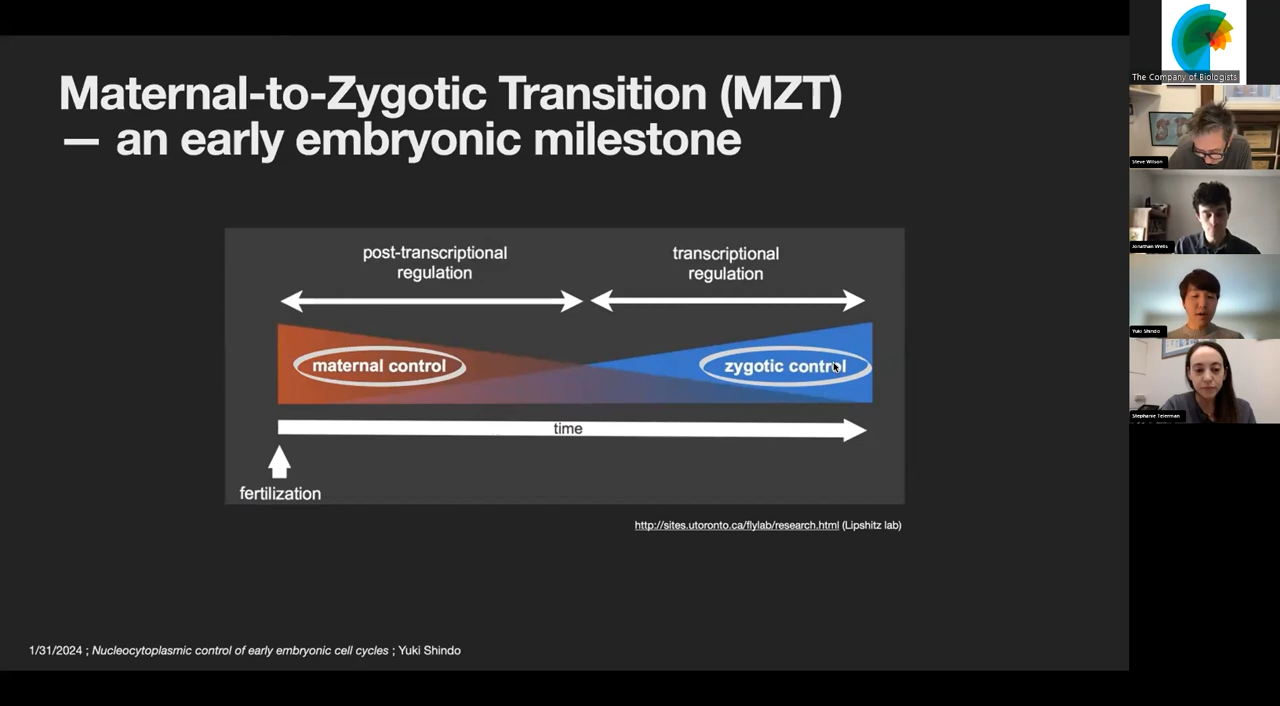 Maternal-to-Zygotic Transition (MZT)
— an early embryonic milestone
post-transcriptional
regulation
transcriptional
regulation
maternal control
zygotic control
time
fertilization
http://sites.utoronto.ca/flylab/research.html (Lipshitz lab)
1/31/2024 ; Nucleocytoplasmic control of early embryonic cell cycles ; Yuki Shindo
The Company of Biologists
Steve Wilson
Jonathan Wells
Yuki Shindo
Stephanie Telerman